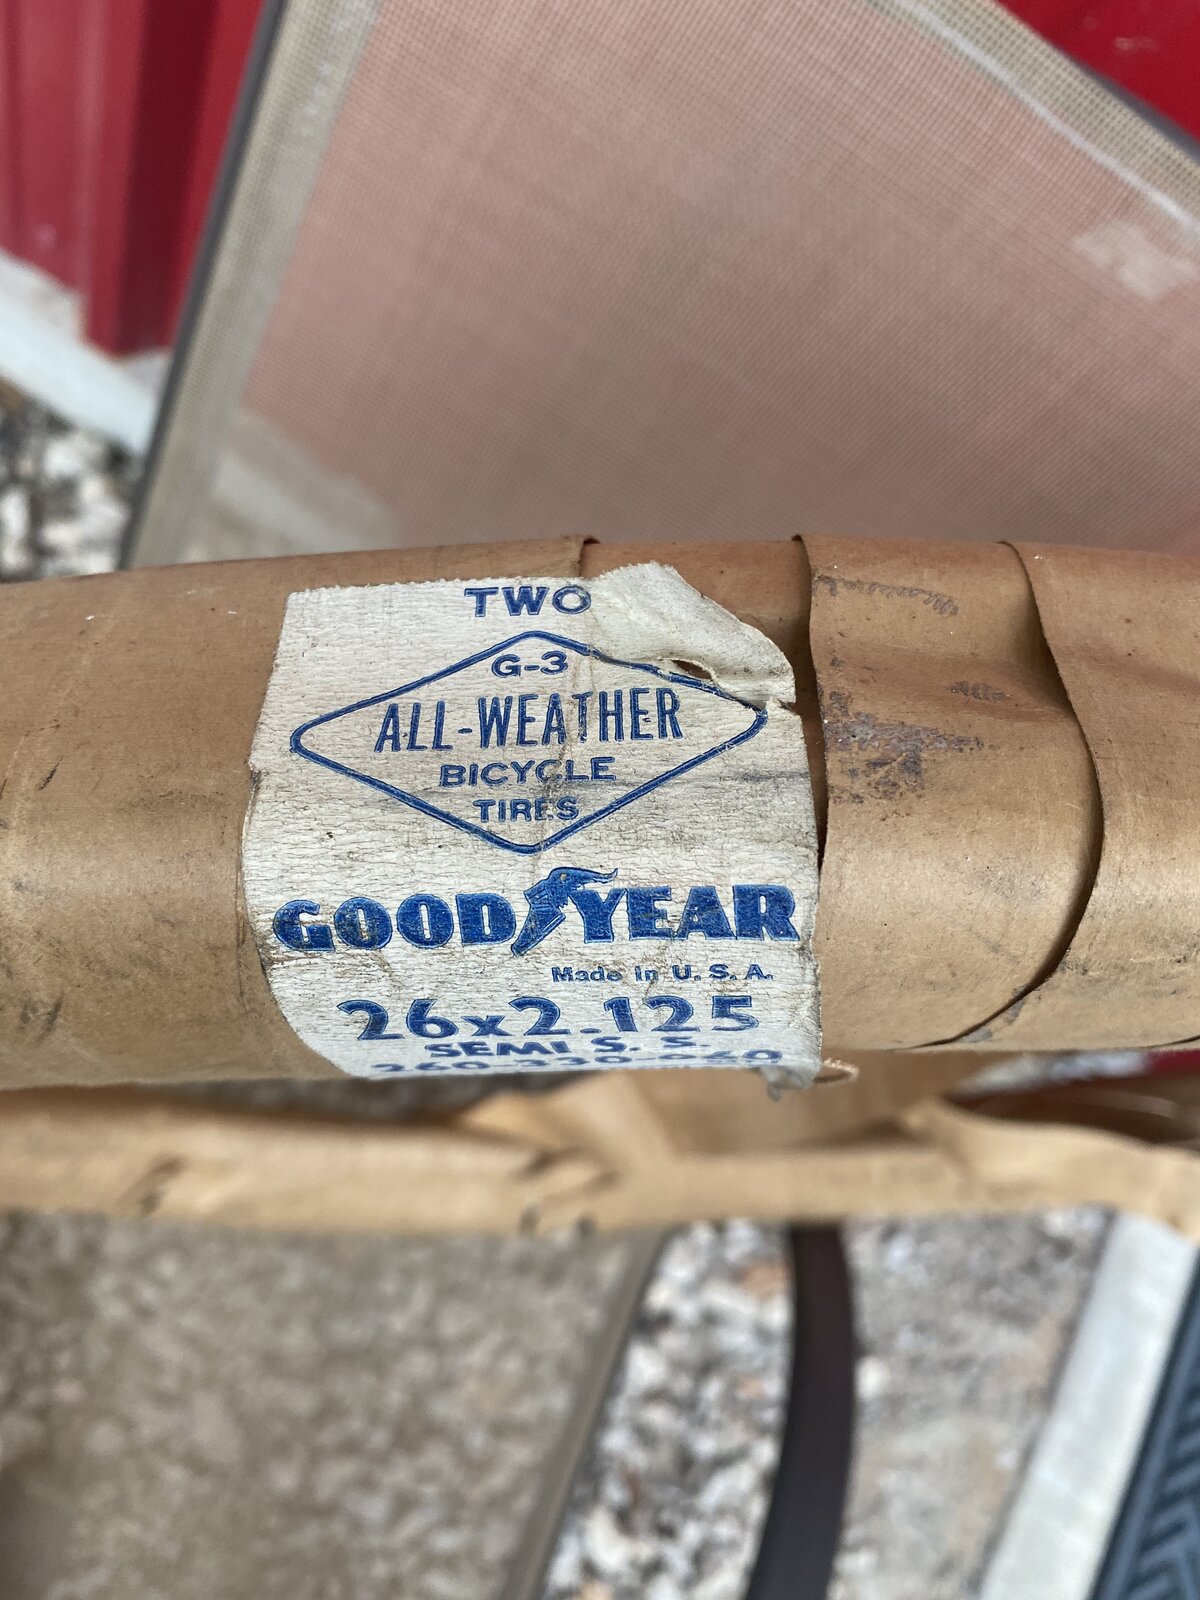 TWO
G-3
ALL-WEATHER
BICYCLE
TIRES
GOODYEAR
Made in U.S.A.
26x2.125
SEMI S. S.